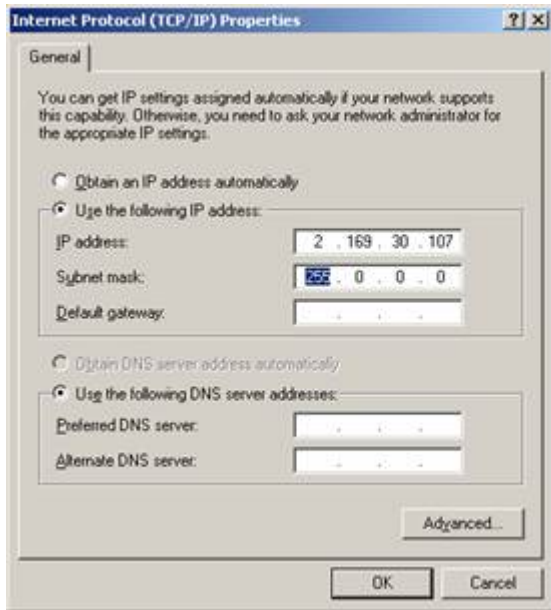 Internet Protocol (TCP/IP) Properties
General
You can get IP settings assigned automatically if your network supports
this capability. Otherwise, you need to ask your network administrator for
the appropriate IP settings.
Obtain an IP address automatically
Use the following IP address:
IP address: 2 . 169 . 30 . 107
Subnet mask: 255 . 0 . 0 . 0
Default gateway: . . .
Obtain DNS server address automatically
Use the following DNS server addresses:
Preferred DNS server: . . .
Alternate DNS server: . . .
Advanced...
OK Cancel